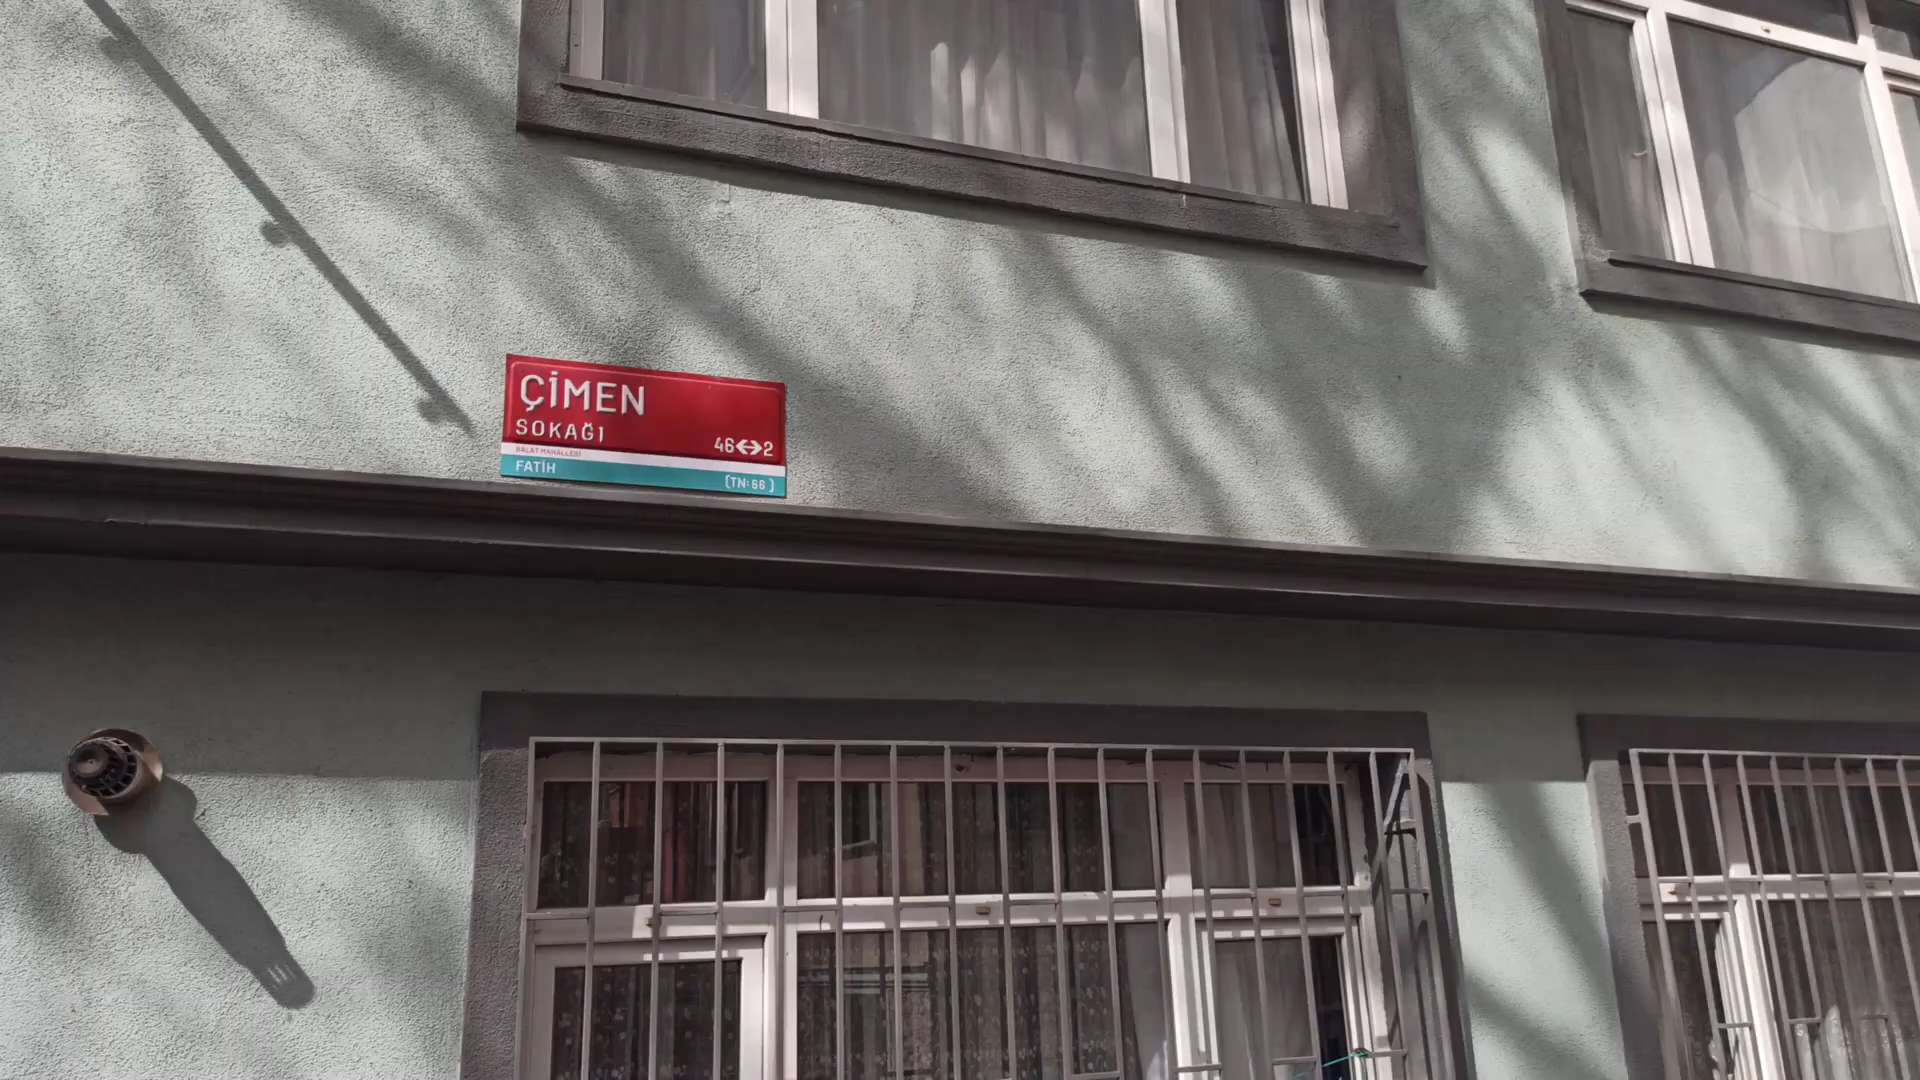 ÇİMEN
SOKAĞI
46↔2
BALAT MAHALLESİ
FATİH
(TN:66)